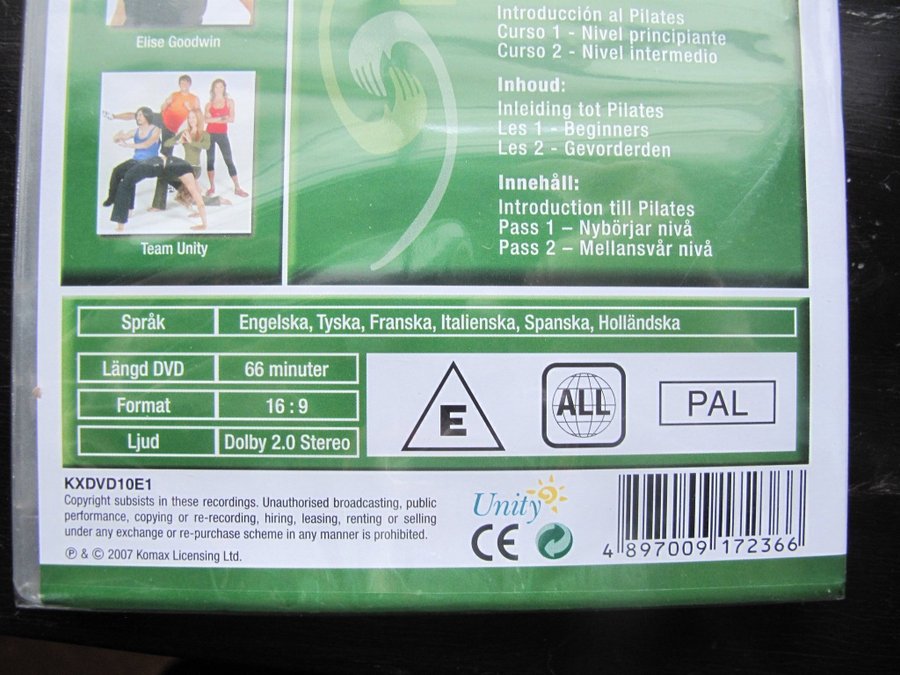 Elise Goodwin
Team Unity
Introducción al Pilates
Curso 1 - Nivel principiante
Curso 2 - Nivel intermedio
Inhoud:
Inleiding tot Pilates
Les 1 - Beginners
Les 2 - Gevorderden
Innehåll:
Introduction till Pilates
Pass 1 – Nybörjar nivå
Pass 2 – Mellansvår nivå
Språk Engelska, Tyska, Franska, Italienska, Spanska, Holländska
Längd DVD 66 minuter
Format 16 : 9
Ljud Dolby 2.0 Stereo
E
ALL
PAL
KXDVD10E1
Copyright subsists in these recordings. Unauthorised broadcasting, public
performance, copying or re-recording, hiring, leasing, renting or selling
under any exchange or re-purchase scheme in any manner is prohibited.
℗ & © 2007 Komax Licensing Ltd.
Unity
CE
4 897009 172366